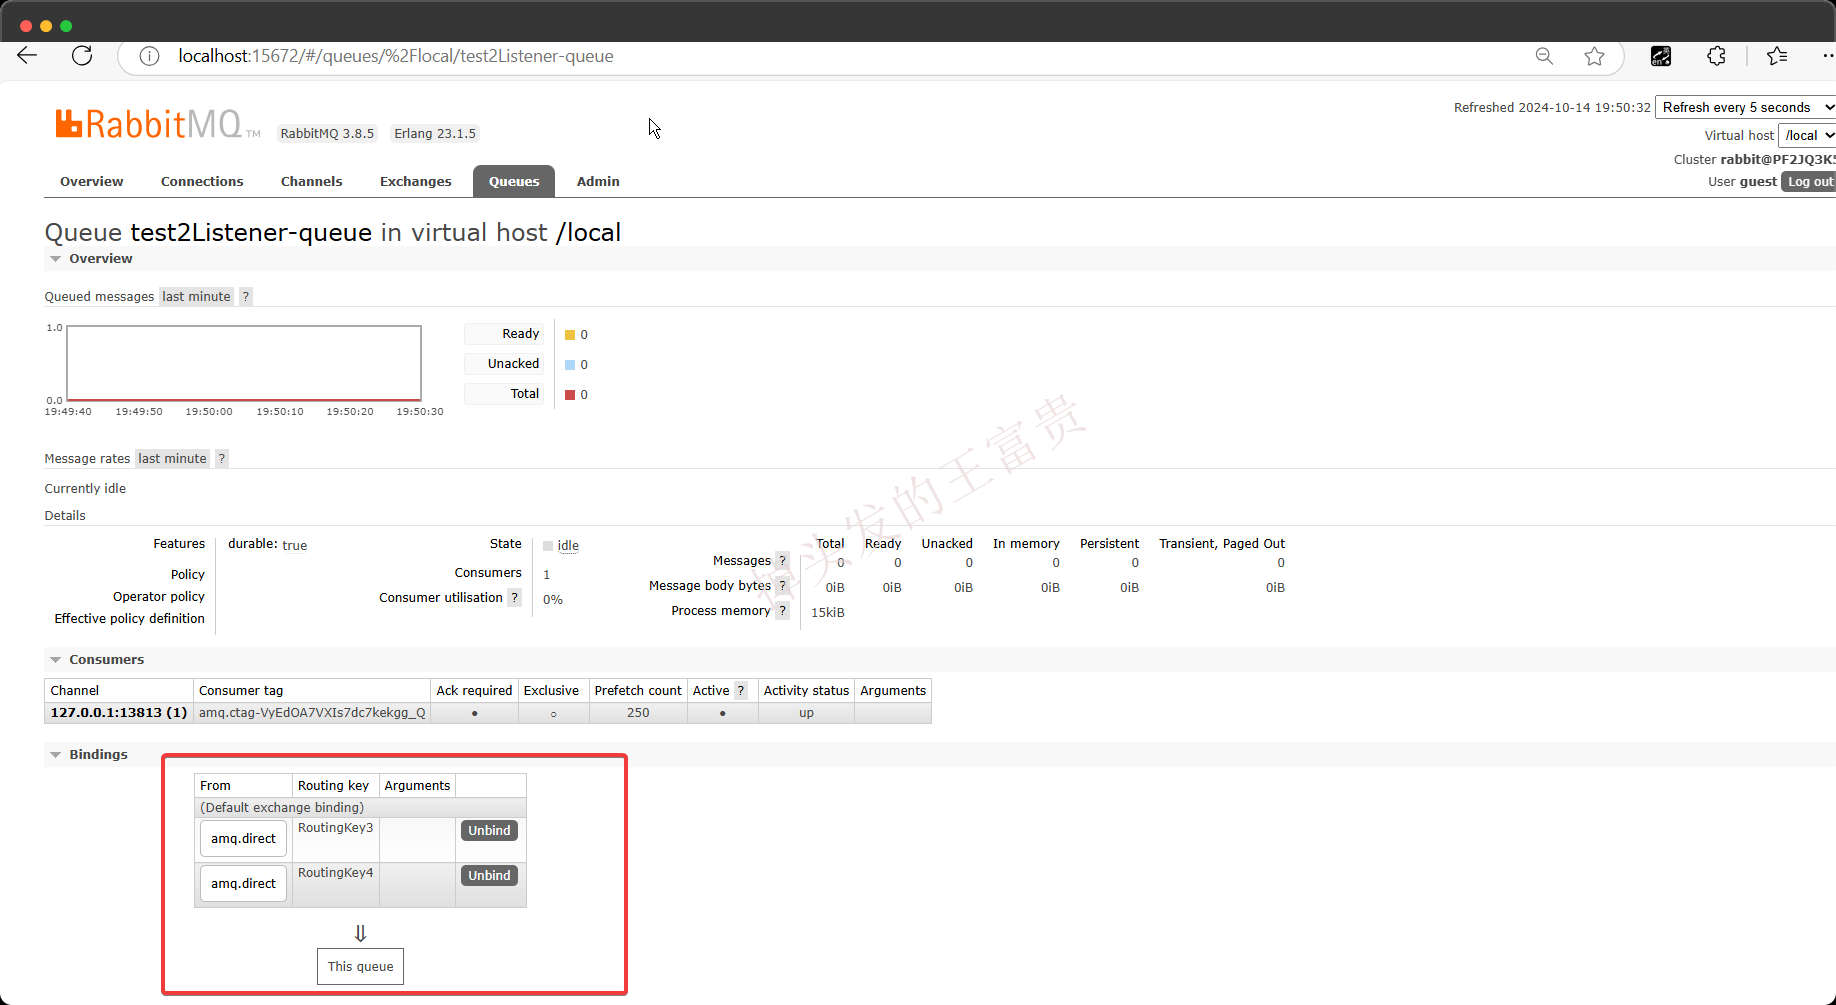 localhost:15672/#/queues/%2Flocal/test2Listener-queue
RabbitMQ TM RabbitMQ 3.8.5 Erlang 23.1.5
Refreshed 2024-10-14 19:50:32 Refresh every 5 seconds
Virtual host /local
Cluster rabbit@PF2JQ3K5
User guest Log out
Overview Connections Channels Exchanges Queues Admin
Queue test2Listener-queue in virtual host /local
Overview
Queued messages last minute ?
1.0
0.0
19:49:40 19:49:50 19:50:00 19:50:10 19:50:20 19:50:30
Ready 0
Unacked 0
Total 0
Message rates last minute ?
Currently idle
Details
Features durable: true
Policy
Operator policy
Effective policy definition
State idle
Consumers 1
Consumer utilisation ? 0%
Total Ready Unacked In memory Persistent Transient, Paged Out
Messages ? 0 0 0 0 0 0
Message body bytes ? 0iB 0iB 0iB 0iB 0iB 0iB
Process memory ? 15kiB
头发的王富贵
Consumers
Channel Consumer tag Ack required Exclusive Prefetch count Active ? Activity status Arguments
127.0.0.1:13813 (1) amq.ctag-VyEdOA7VXIs7dc7kekgg_Q ● ○ 250 ● up
Bindings
From Routing key Arguments
(Default exchange binding)
amq.direct RoutingKey3 Unbind
amq.direct RoutingKey4 Unbind
⇓
This queue